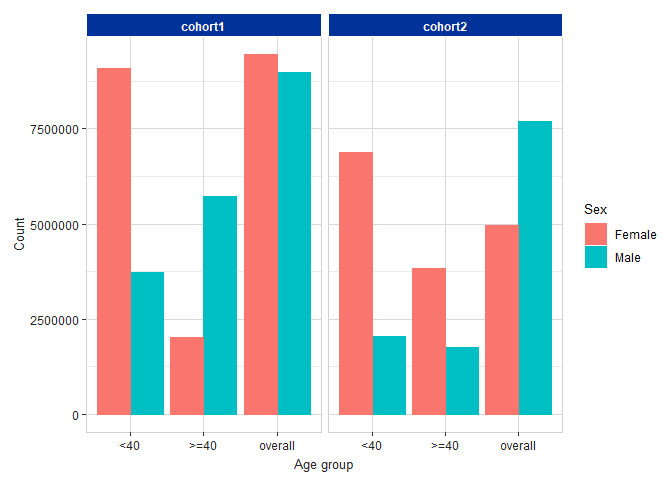 cohort1 cohort2
7500000
5000000
2500000
0
Count
<40 >=40 overall <40 >=40 overall
Age group
Sex
Female
Male